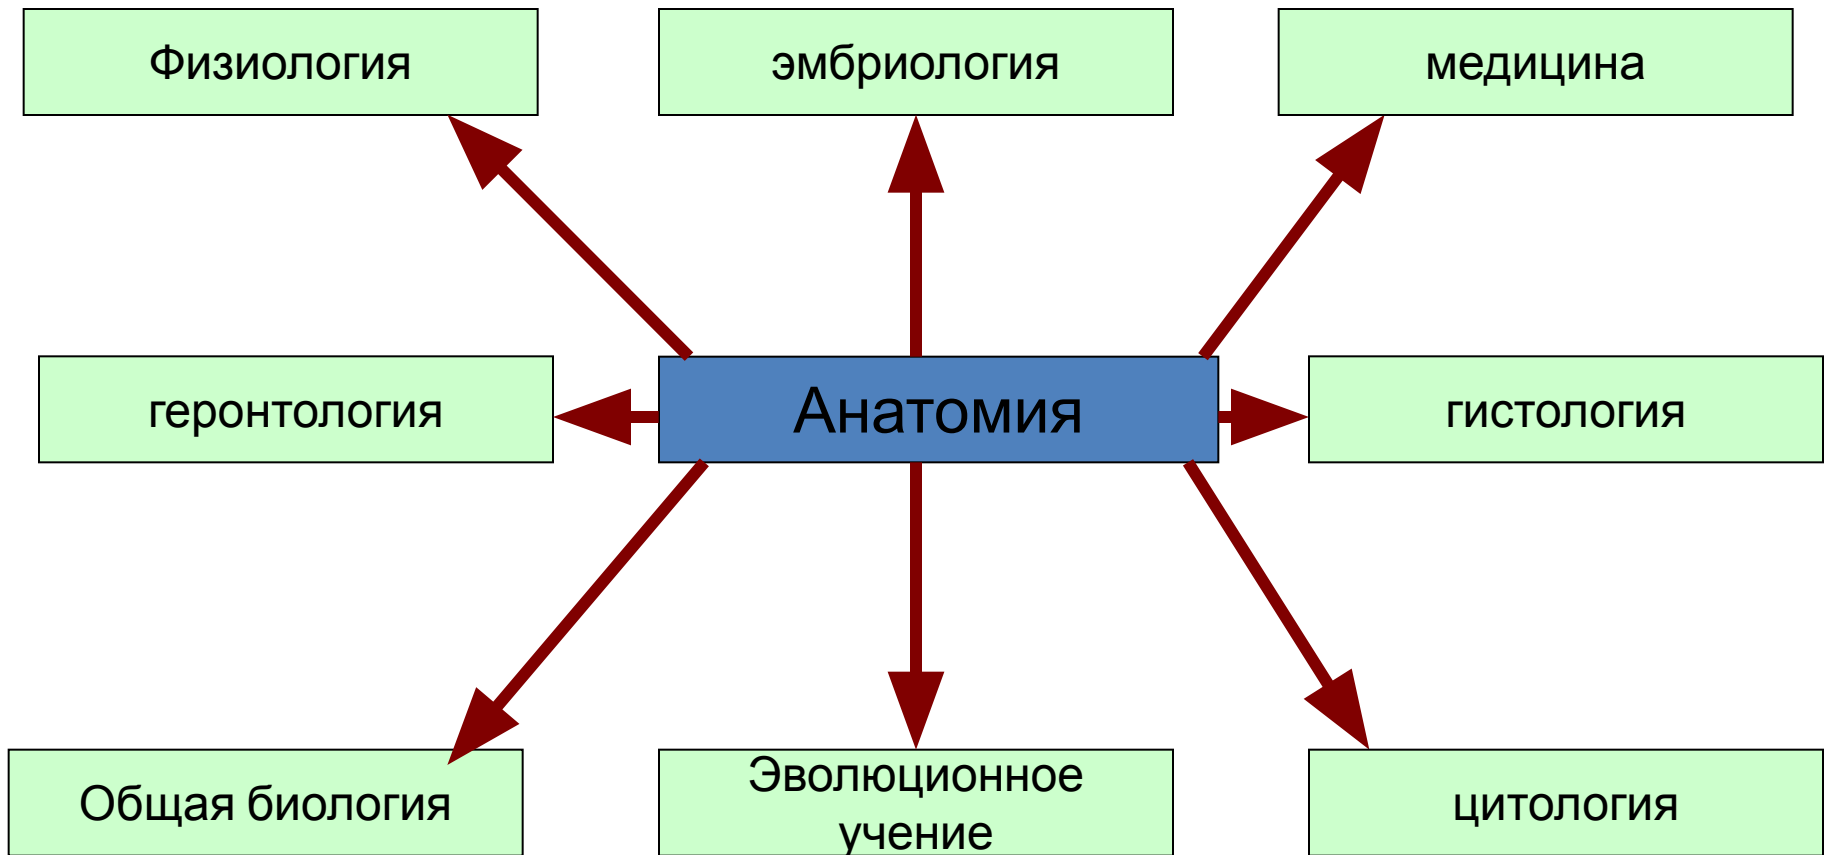 Физиология
эмбриология
медицина
геронтология
Анатомия
гистология
Общая биология
Эволюционное
учение
цитология